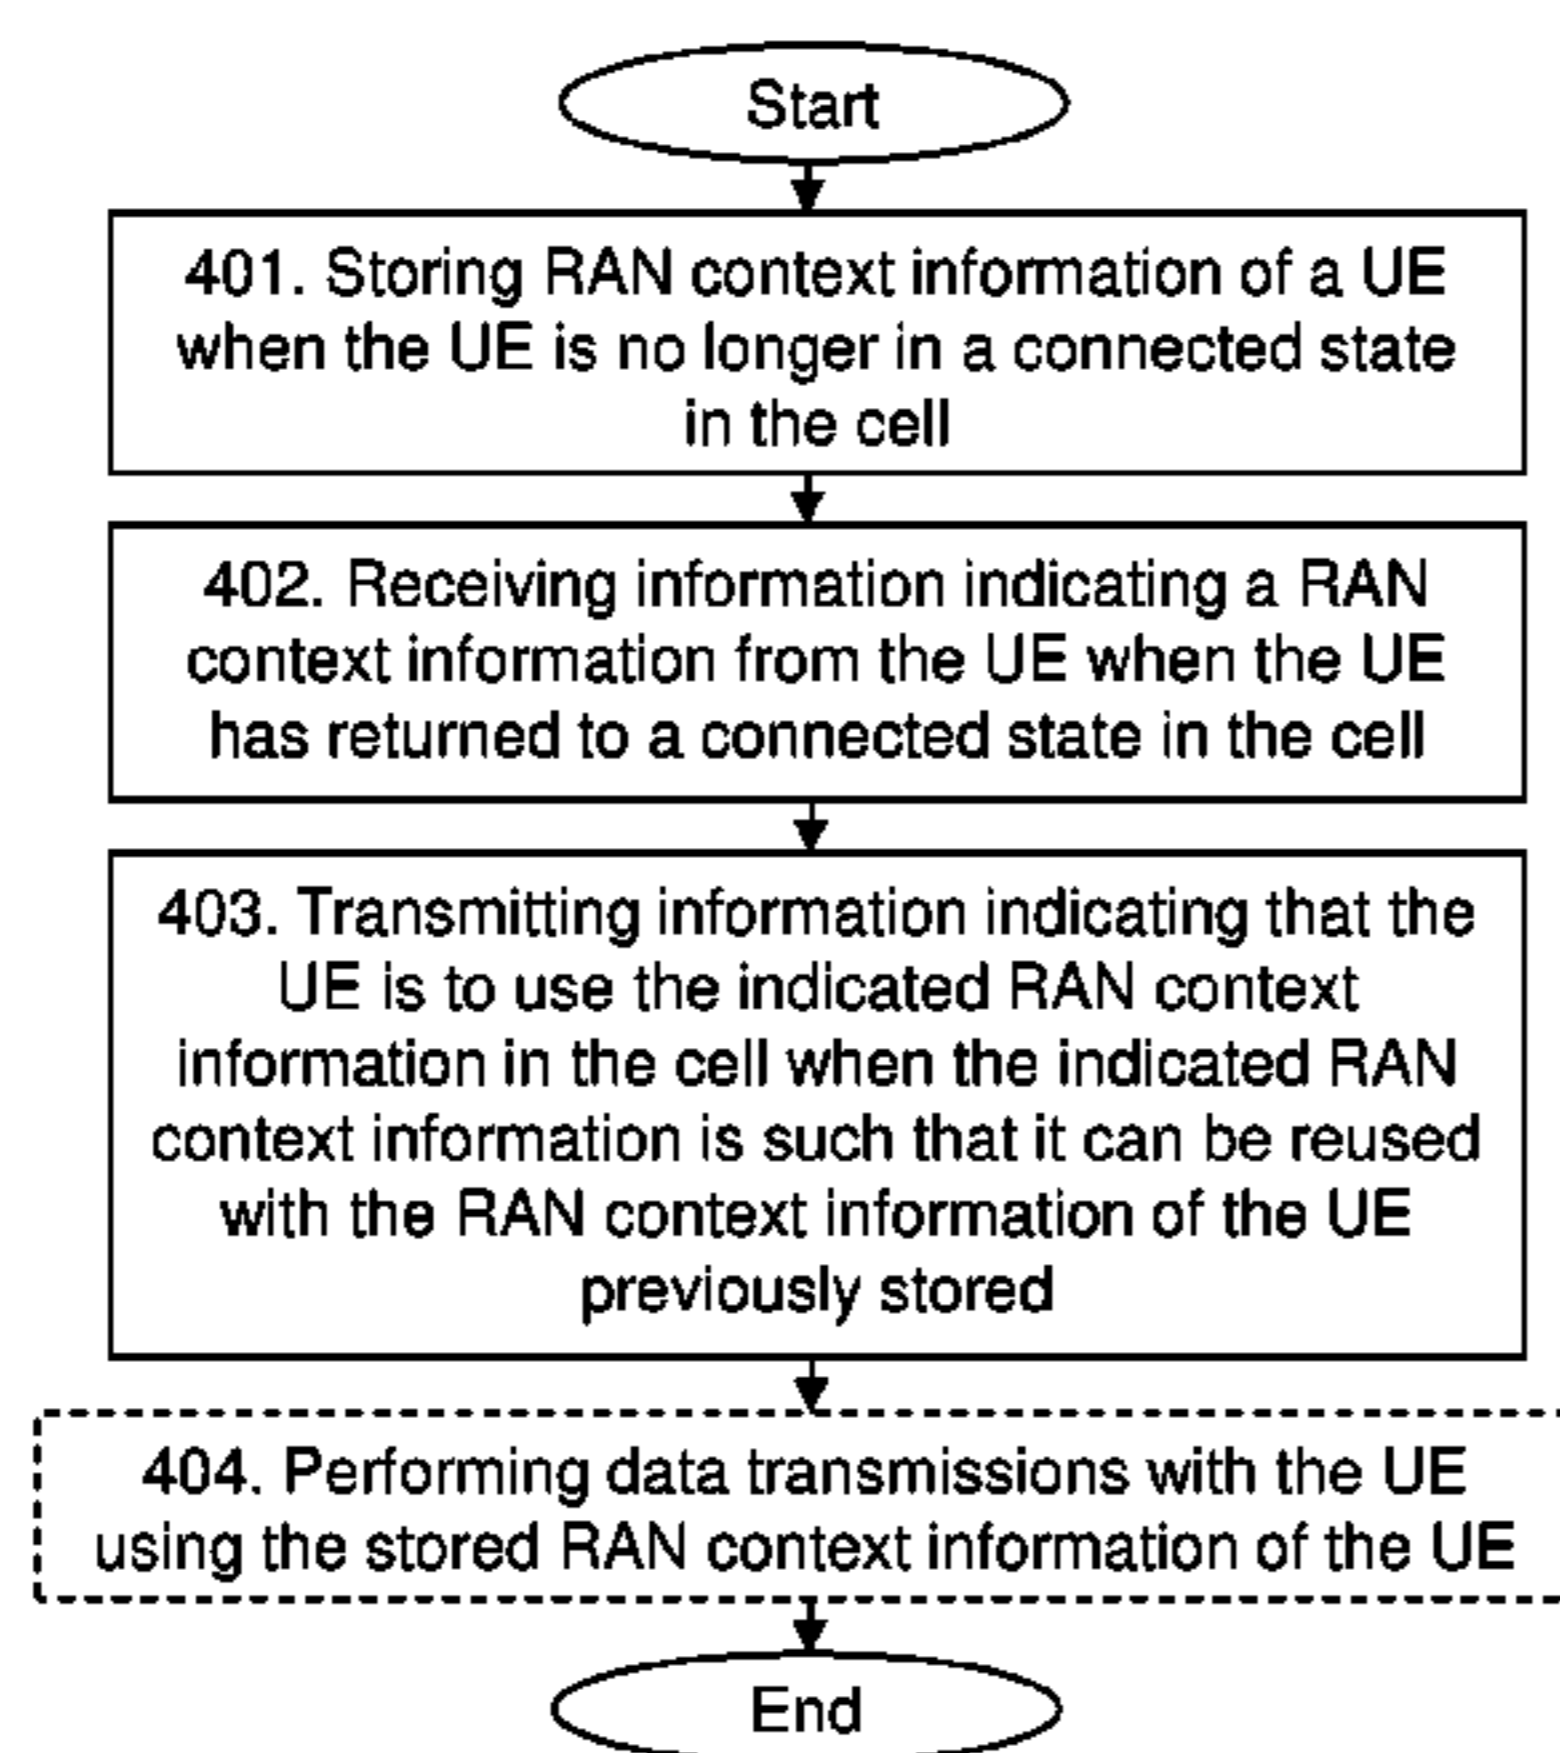 Start
401. Storing RAN context information of a UE
when the UE is no longer in a connected state
in the cell
402. Receiving information indicating a RAN
context information from the UE when the UE
has returned to a connected state in the cell
403. Transmitting information indicating that the
UE is to use the indicated RAN context
information in the cell when the indicated RAN
context information is such that it can be reused
with the RAN context information of the UE
previously stored
404. Performing data transmissions with the UE
using the stored RAN context information of the UE
End